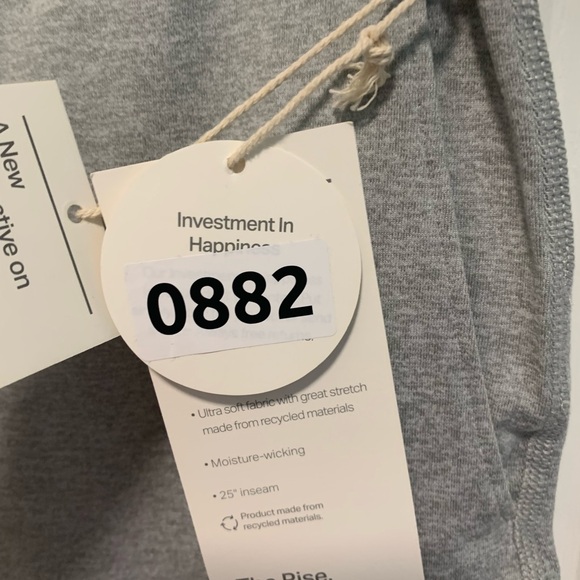 A New
ctive on
Investment In
Happiness
0882
• Ultra soft fabric with great stretch
made from recycled materials
• Moisture-wicking
• 25" inseam
Product made from
recycled materials.
The Rise.